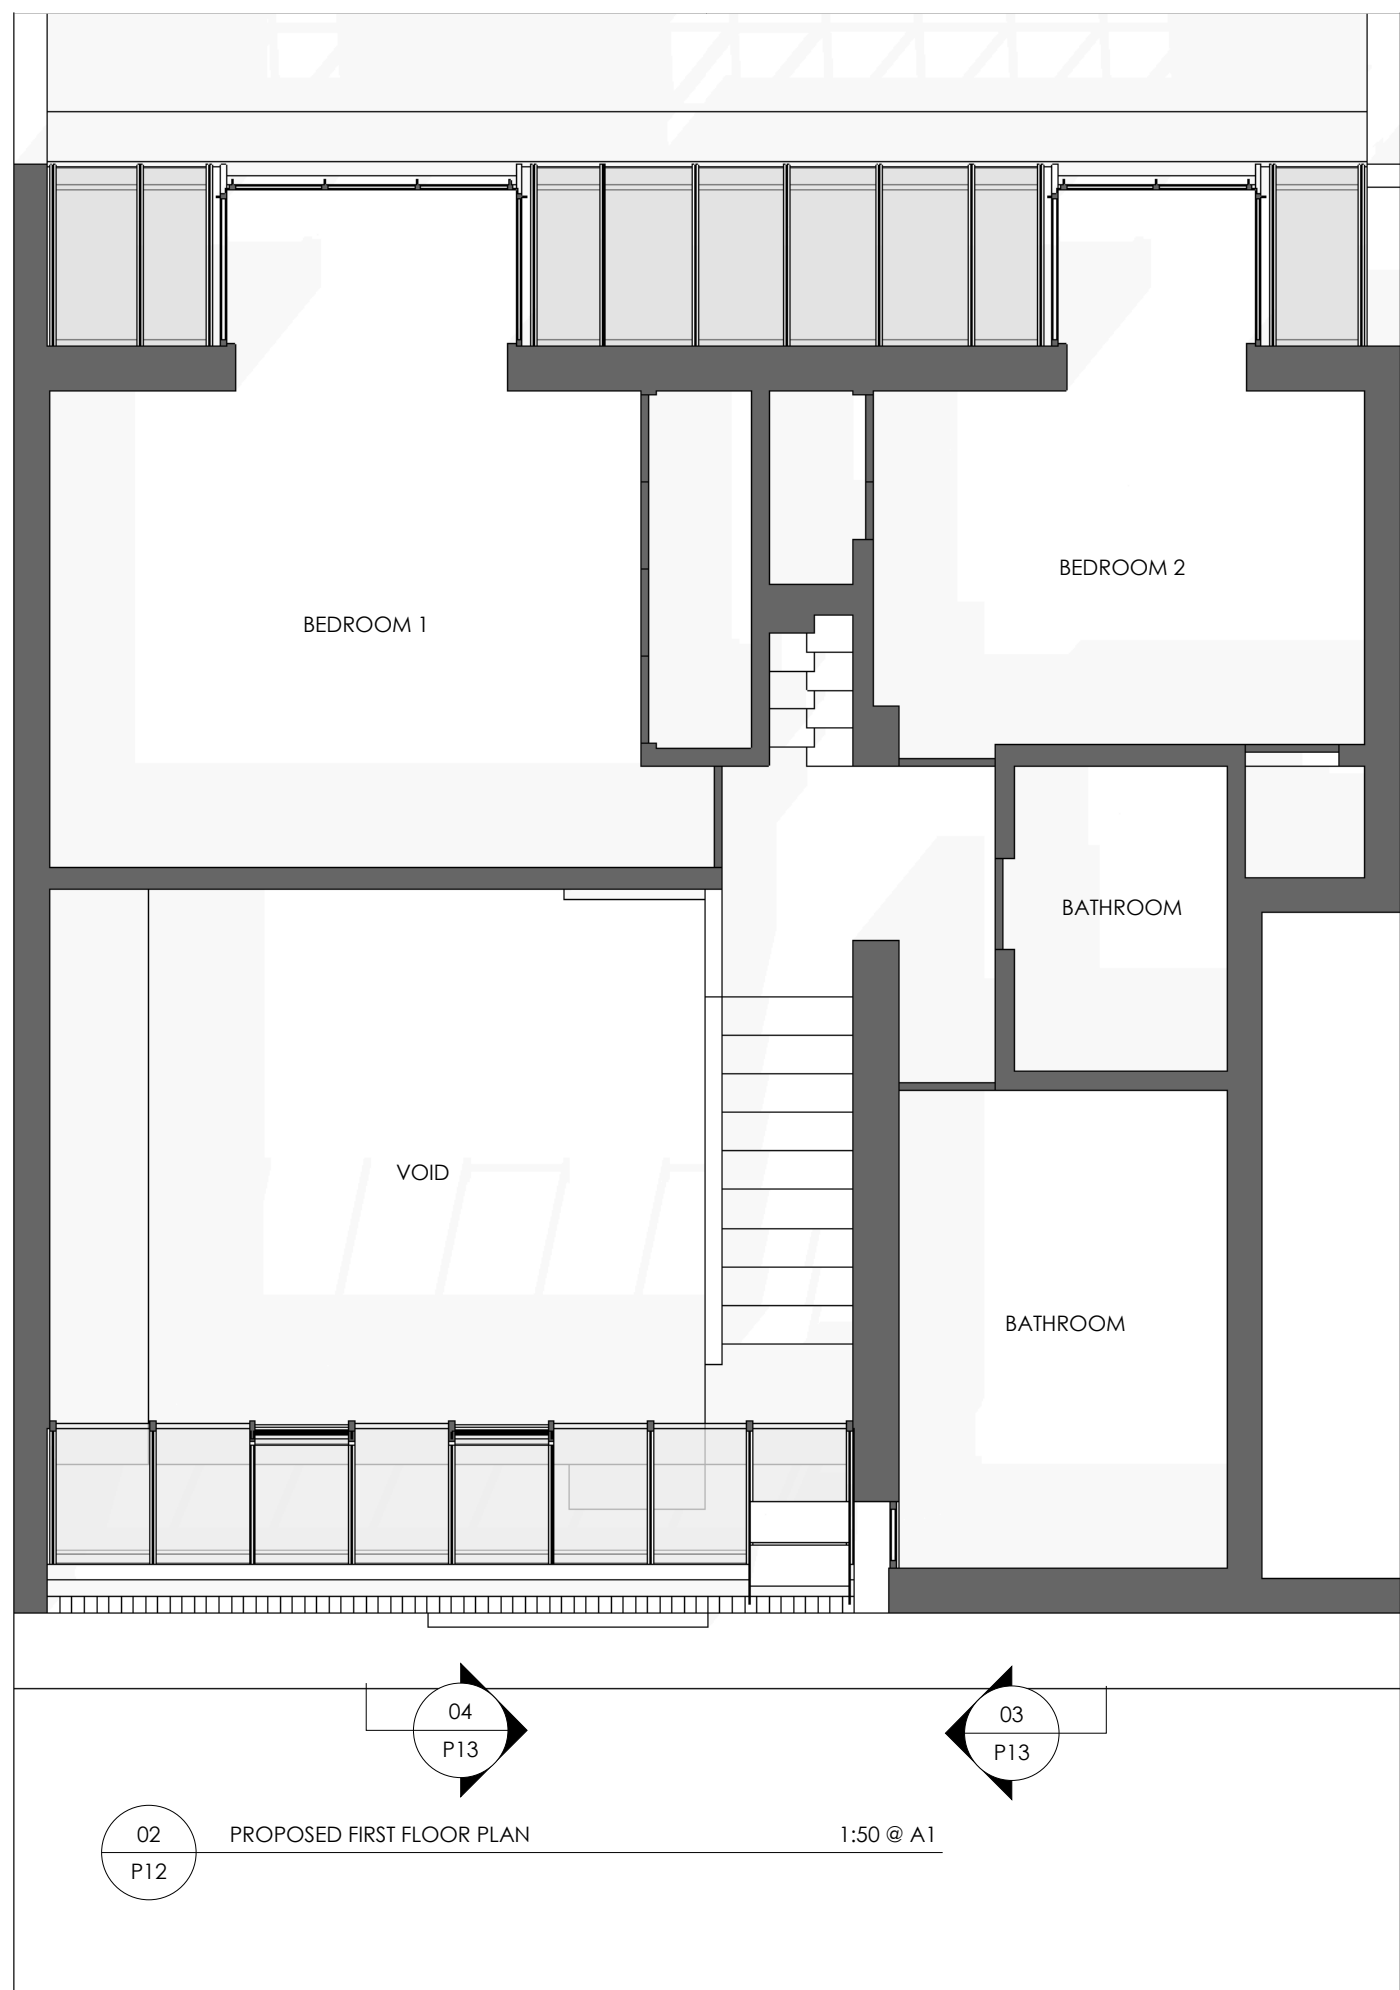 BEDROOM 2
BEDROOM 1
BATHROOM
VOID
BATHROOM
04
P13
03
P13
02
P12
PROPOSED FIRST FLOOR PLAN
1:50 @ A1